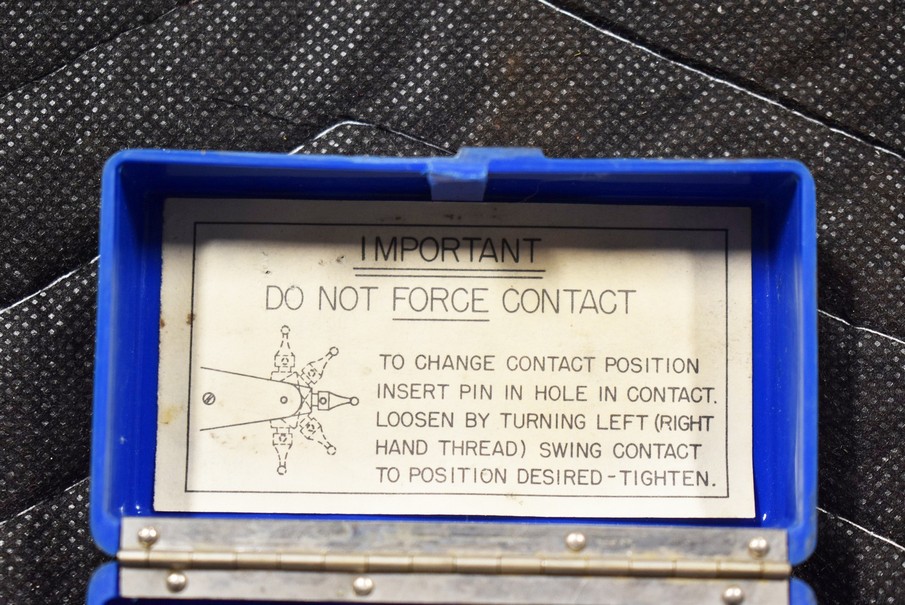 IMPORTANT
DO NOT FORCE CONTACT
TO CHANGE CONTACT POSITION
INSERT PIN IN HOLE IN CONTACT.
LOOSEN BY TURNING LEFT (RIGHT
HAND THREAD) SWING CONTACT
TO POSITION DESIRED-TIGHTEN.